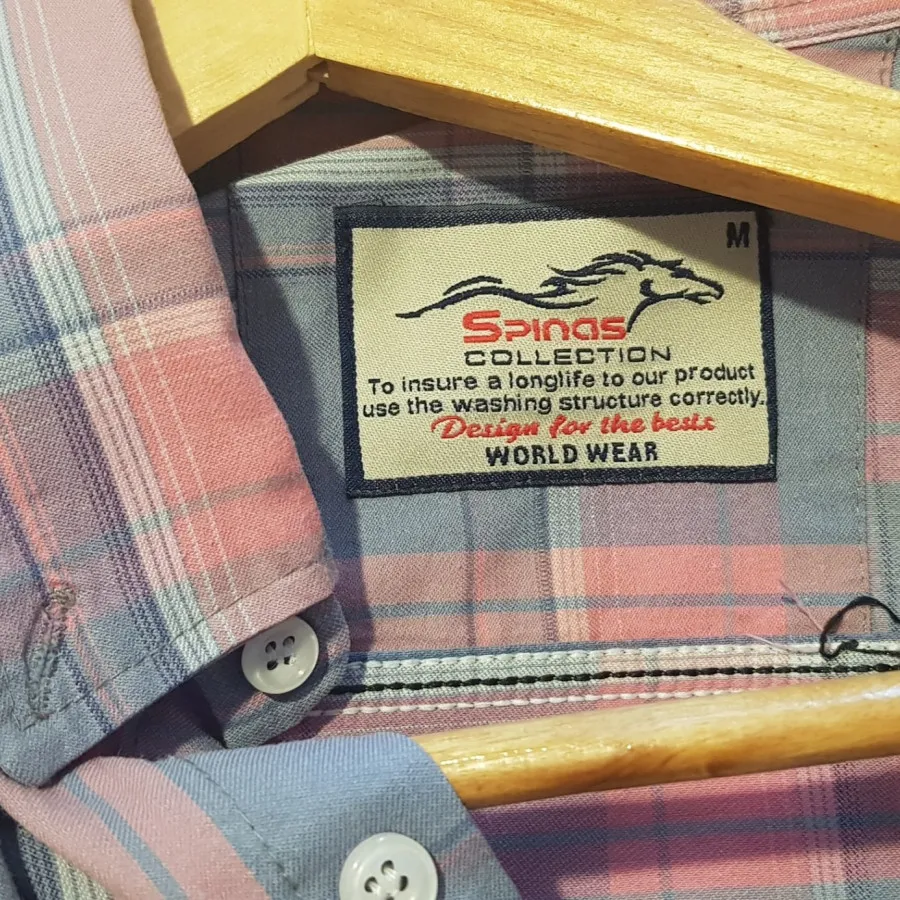 M
Spinas
COLLECTION
To insure a longlife to our product
use the washing structure correctly..
Design for the bests
WORLD WEAR